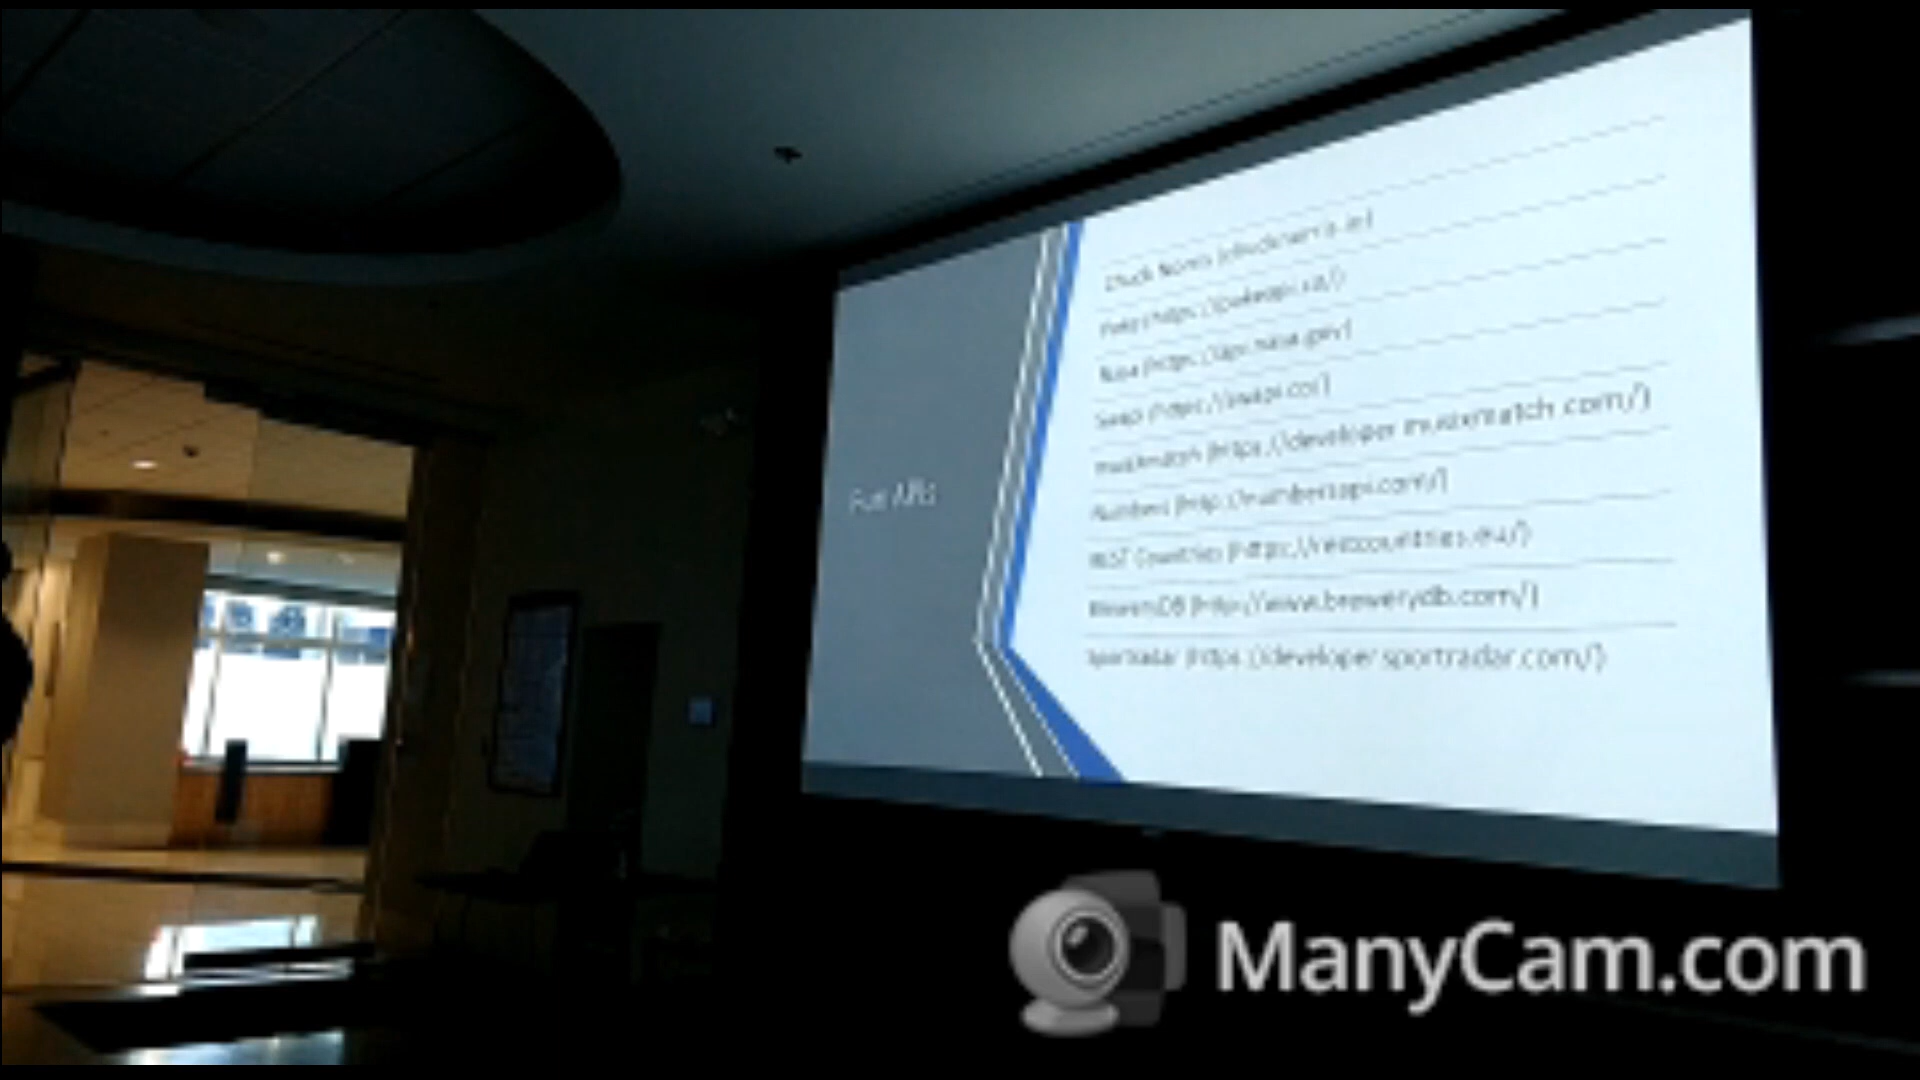 Fun APIs
Chuck Norris (chucknorris.io)
(https://pokeapi.co/)
Nasa (https://api.nasa.gov)
Swapi (https://swapi.co/)
musixmatch (https://developer.musixmatch.com/)
Numbers (http://numbersapi.com/)
REST Countries (https://restcountries.eu/)
BreweryDB (http://www.brewerydb.com/)
Sportradar (https://developer.sportradar.com/)
ManyCam.com